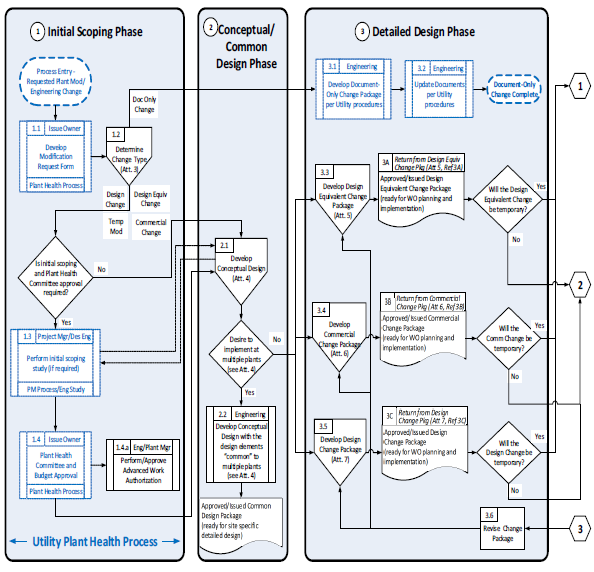 1 Initial Scoping Phase
Process Entry -
Requested Plant Mod/
Engineering Change
1.1 Issue Owner
Develop
Modification
Request Form
Plant Health Process
1.2
Determine
Change Type
(Att. 3)
Doc Only
Change
Design
Change
Design Equiv
Change
Temp
Mod
Commercial
Change
Is initial scoping
and Plant Health
Committee approval
required?
No
Yes
1.3 Project Mgr/Des Eng
Perform initial scoping
study (if required)
PM Process/Eng Study
1.4 Issue Owner
Plant Health
Committee and
Budget Approval
Plant Health Process
1.4.a Eng/Plant Mgr
Perform/Approve
Advanced Work
Authorization
Utility Plant Health Process
2 Conceptual/
Common
Design Phase
2.1
Develop
Conceptual Design
(Att. 4)
Desire to
implement at
multiple plants
(see Att. 4)
No
Yes
2.2 Engineering
Develop Conceptual
Design with the
design elements
"common" to
multiple plants
(see Att. 4)
Approved/Issued Common
Design Package
(ready for site specific
detailed design)
3 Detailed Design Phase
3.1 Engineering
Develop Document-
Only Change Package
per Utility procedures
3.2 Engineering
Update Documents
per Utility
procedures
Document-Only
Change Complete
1
3.3
Develop Design
Equivalent Change
Package
(Att. 5)
3A Return from Design Equiv
Change Pkg (Att 5, Ref 3A)
Approved/Issued Design
Equivalent Change Package
(ready for WO planning and
implementation)
Will the Design
Equivalent Change
be temporary?
Yes
No
2
3.4
Develop
Commercial
Change Package
(Att. 6)
3B Return from Commercial
Change Pkg (Att 6, Ref 3B)
Approved/Issued Commercial
Change Package
(ready for WO planning and
implementation)
Will the
Comm Change be
temporary?
Yes
No
3.5
Develop Design
Change Package
(Att. 7)
3C Return from Design
Change Pkg (Att 7, Ref 3C)
Approved/Issued Design
Change Package
(ready for WO planning and
implementation)
Will the
Design Change be
temporary?
Yes
No
3.6
Revise Change
Package
3